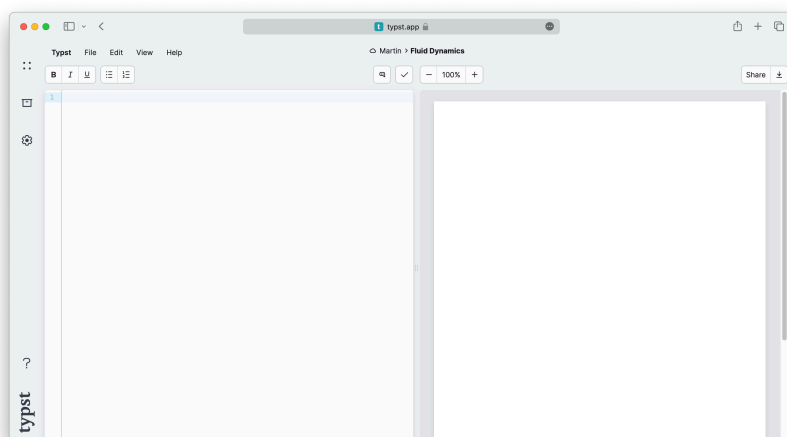 typst.app
Typst File Edit View Help
Martin > Fluid Dynamics
B I U
100%
Share
1
?
typst